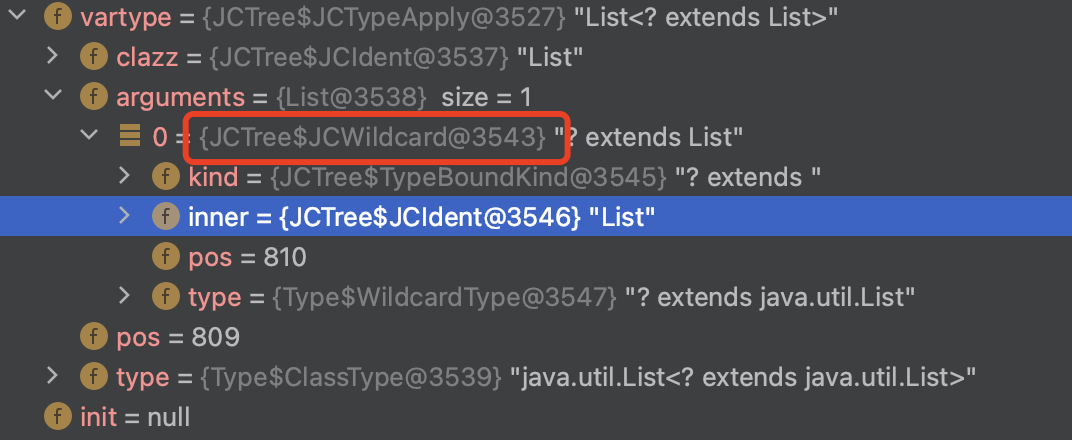 f vartype = {JCTree$JCTypeApply@3527} "List<? extends List>"
f clazz = {JCTree$JCIdent@3537} "List"
f arguments = {List@3538} size = 1
0 = {JCTree$JCWildcard@3543} "? extends List"
f kind = {JCTree$TypeBoundKind@3545} "? extends "
f inner = {JCTree$JCIdent@3546} "List"
f pos = 810
f type = {Type$WildcardType@3547} "? extends java.util.List"
f pos = 809
f type = {Type$ClassType@3539} "java.util.List<? extends java.util.List>"
f init = null